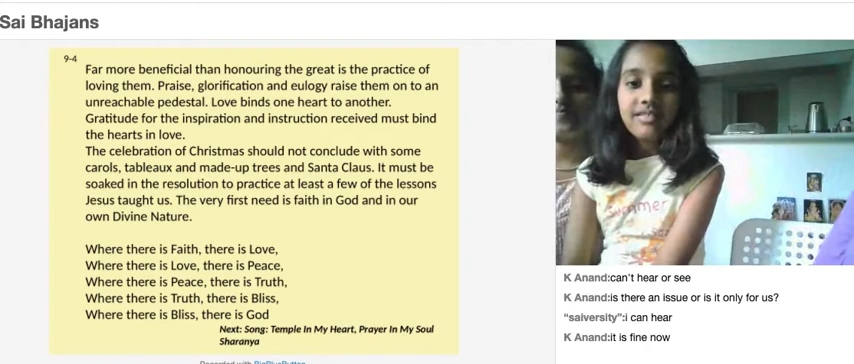 Sai Bhajans
9-4
Far more beneficial than honouring the great is the practice of
loving them. Praise, glorification and eulogy raise them on to an
unreachable pedestal. Love binds one heart to another.
Gratitude for the inspiration and instruction received must bind
the hearts in love.
The celebration of Christmas should not conclude with some
carols, tableaux and made-up trees and Santa Claus. It must be
soaked in the resolution to practice at least a few of the lessons
Jesus taught us. The very first need is faith in God and in our
own Divine Nature.
Where there is Faith, there is Love,
Where there is Love, there is Peace,
Where there is Peace, there is Truth,
Where there is Truth, there is Bliss,
Where there is Bliss, there is God
Next: Song: Temple In My Heart, Prayer In My Soul
Sharanya
Recorded with BigBlueButton
Summer
K Anand:can't hear or see
K Anand:is there an issue or is it only for us?
“saiversity”:i can hear
K Anand:it is fine now